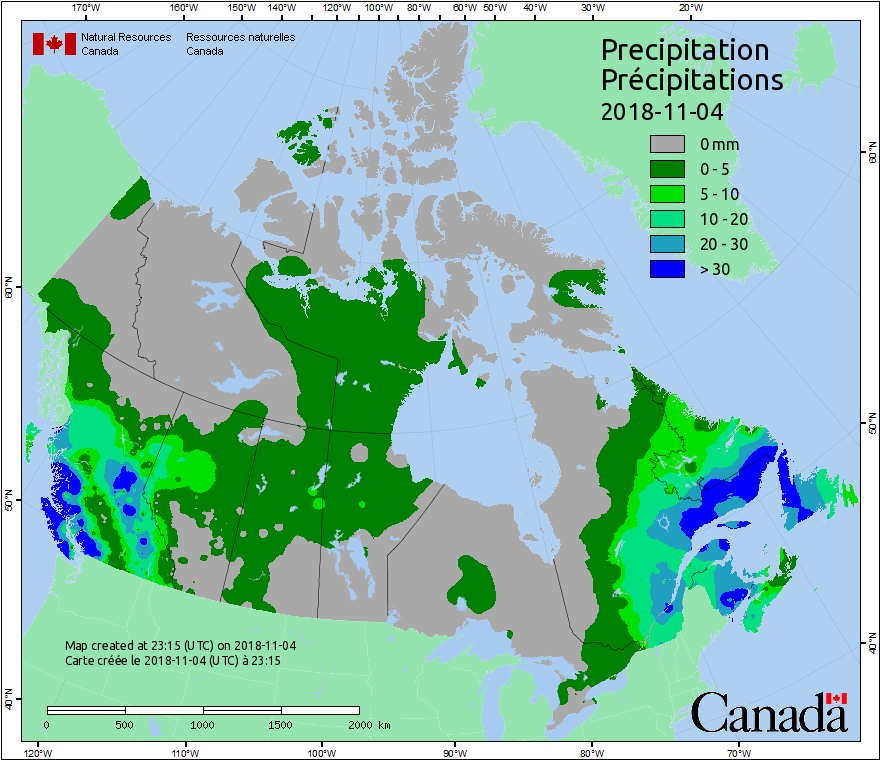 170°W 160°W 150°W 140°W 130°W 120°W 110°W 100°W 90°W 80°W 70°W 60°W 50°W 40°W 30°W 20°W
Natural Resources Ressources naturelles
Canada Canada
Precipitation
Précipitations
2018-11-04
0 mm
0 - 5
5 - 10
10 - 20
20 - 30
> 30
60°N
60°N
50°N
50°N
40°N
40°N
Map created at 23:15 (UTC) on 2018-11-04
Carte créée le 2018-11-04 (UTC) à 23:15
0 500 1000 1500 2000 km
Canada
120°W 110°W 100°W 90°W 80°W 70°W